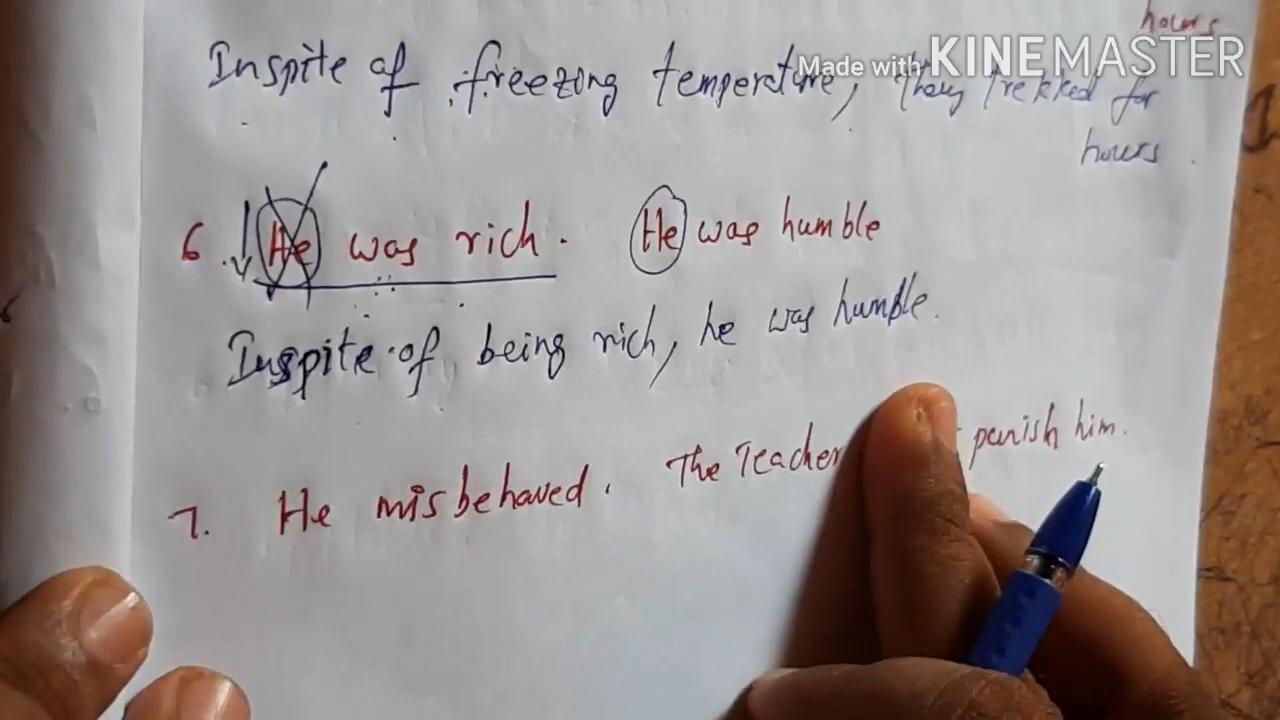 hours
Inspite of freezing temperature, They trekked for
hours.
Made with KINEMASTER
6. He was rich. He was humble
Inspite of being rich, he was humble.
7. He misbehaved. The Teacher punish him.